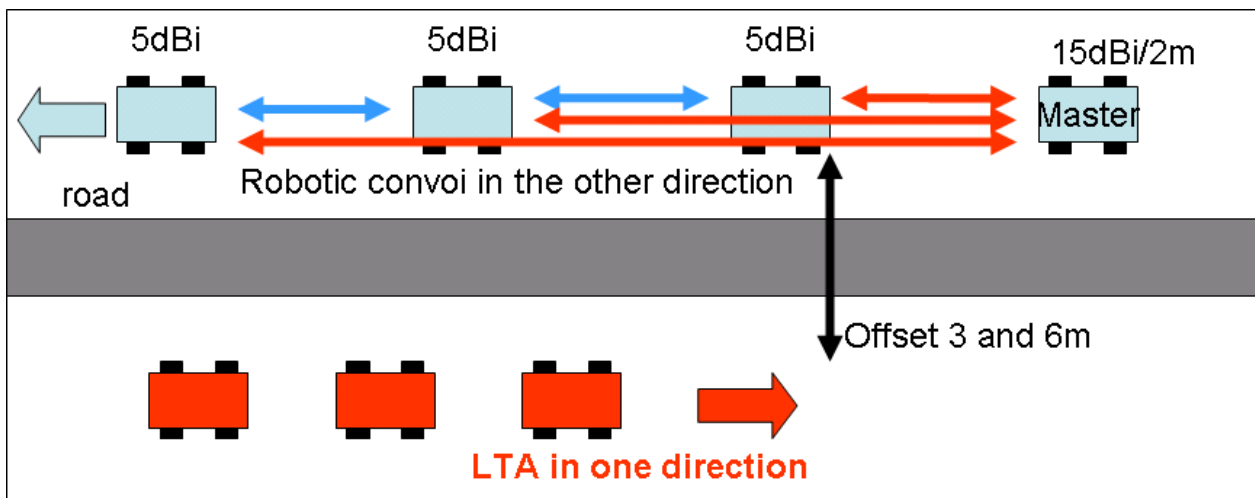 5dBi
5dBi
5dBi
15dBi/2m
Master
Robotic convoi in the other direction
road
Offset 3 and 6m
LTA in one direction